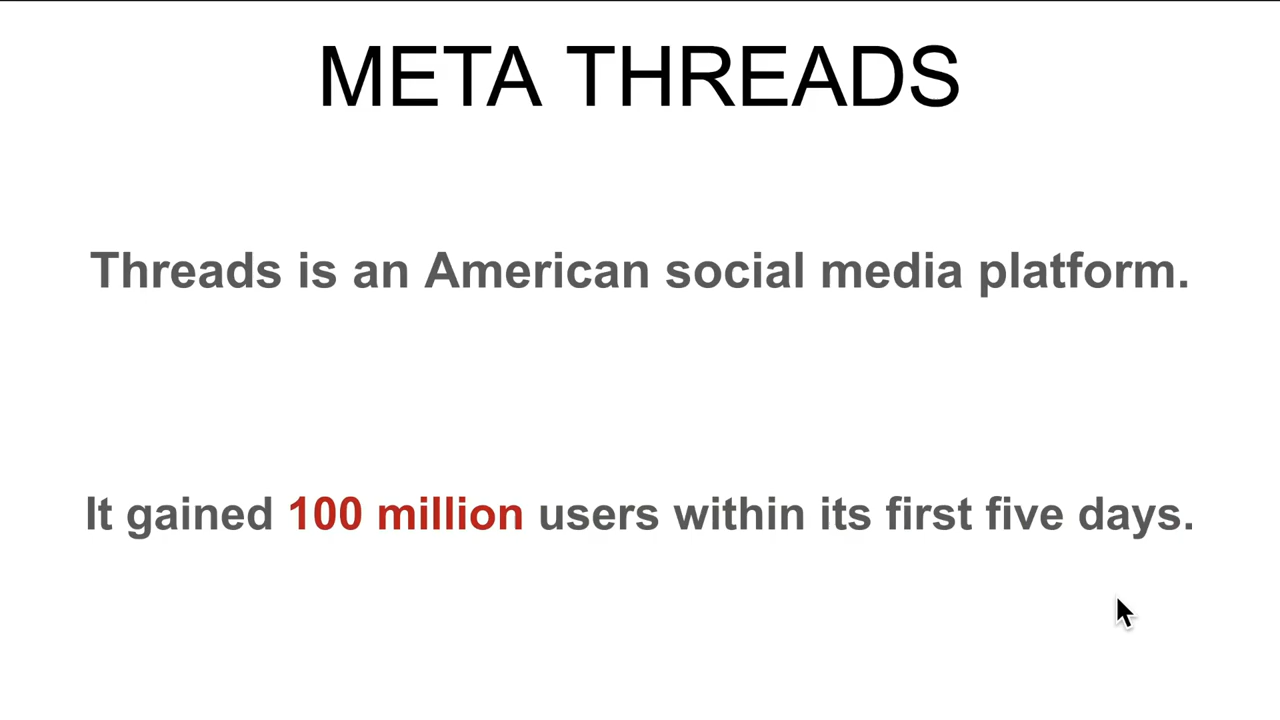 META THREADS
Threads is an American social media platform.
It gained 100 million users within its first five days.